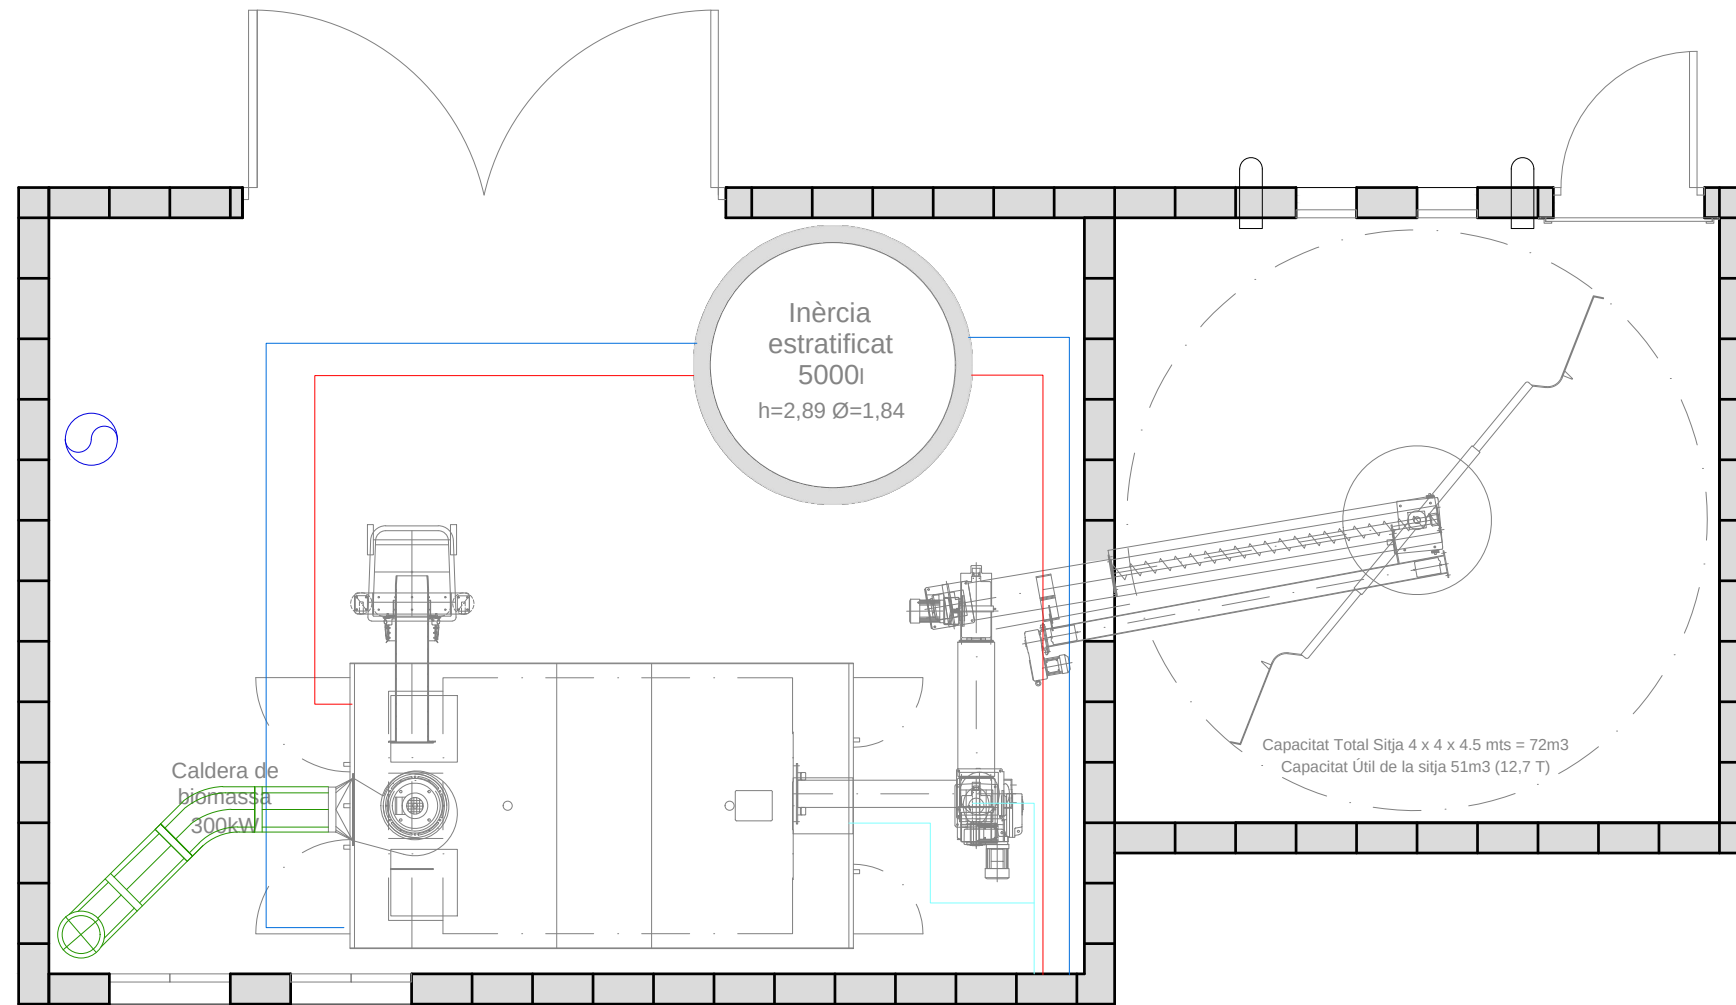 Inèrcia
estratificat
5000l
h=2,89 Ø=1,84
Capacitat Total Sitja 4 x 4 x 4.5 mts = 72m3
Capacitat Útil de la sitja 51m3 (12,7 T)
Caldera de
biomassa
300kW